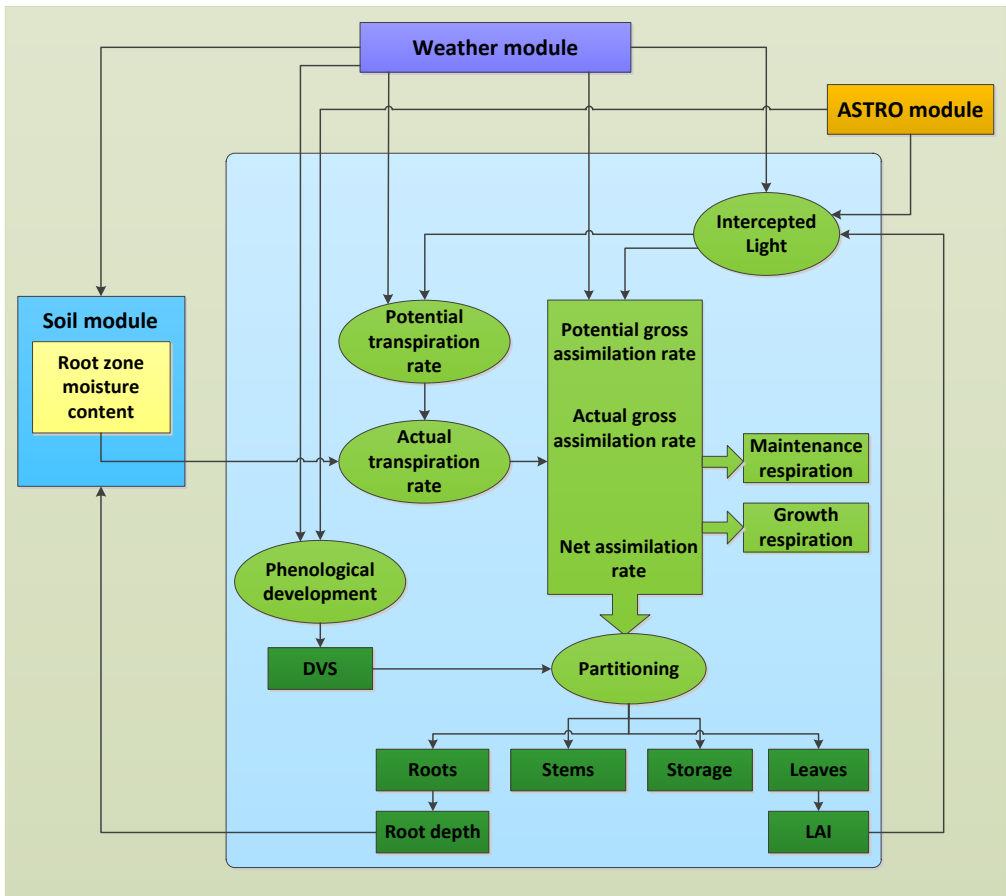 Weather module
ASTRO module
Intercepted
Light
Soil module
Root zone
moisture
content
Potential
transpiration
rate
Potential gross
assimilation rate
Actual
transpiration
rate
Actual gross
assimilation rate
Maintenance
respiration
Growth
respiration
Net assimilation
rate
Phenological
development
DVS
Partitioning
Roots
Stems
Storage
Leaves
Root depth
LAI